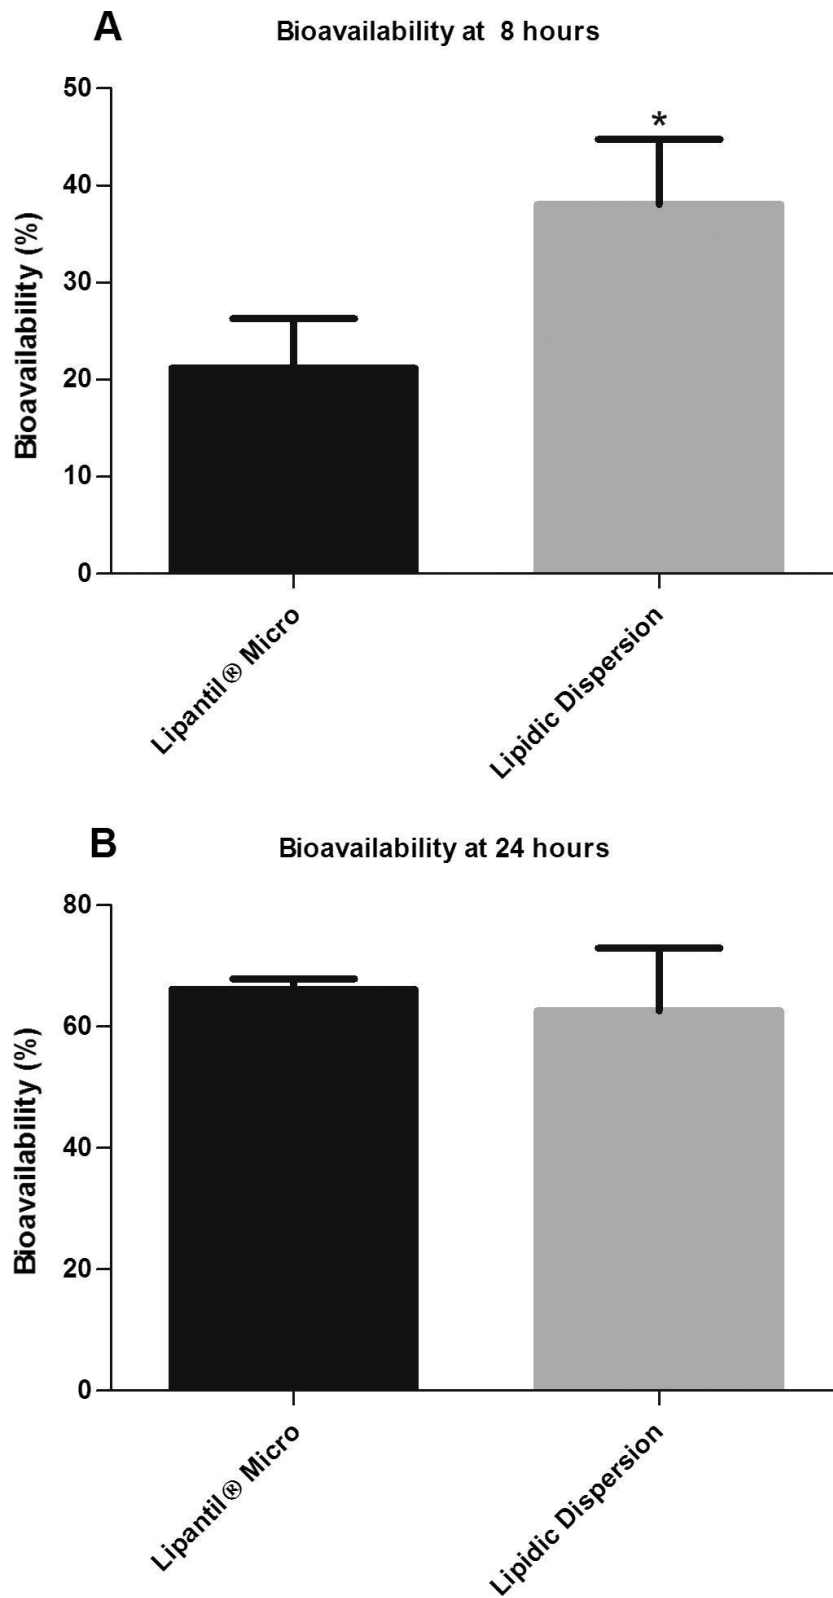 A
Bioavailability at 8 hours
Bioavailability (%)
50
40
30
20
10
0
*
Lipantil® Micro
Lipidic Dispersion
B
Bioavailability at 24 hours
Bioavailability (%)
80
60
40
20
0
Lipantil® Micro
Lipidic Dispersion